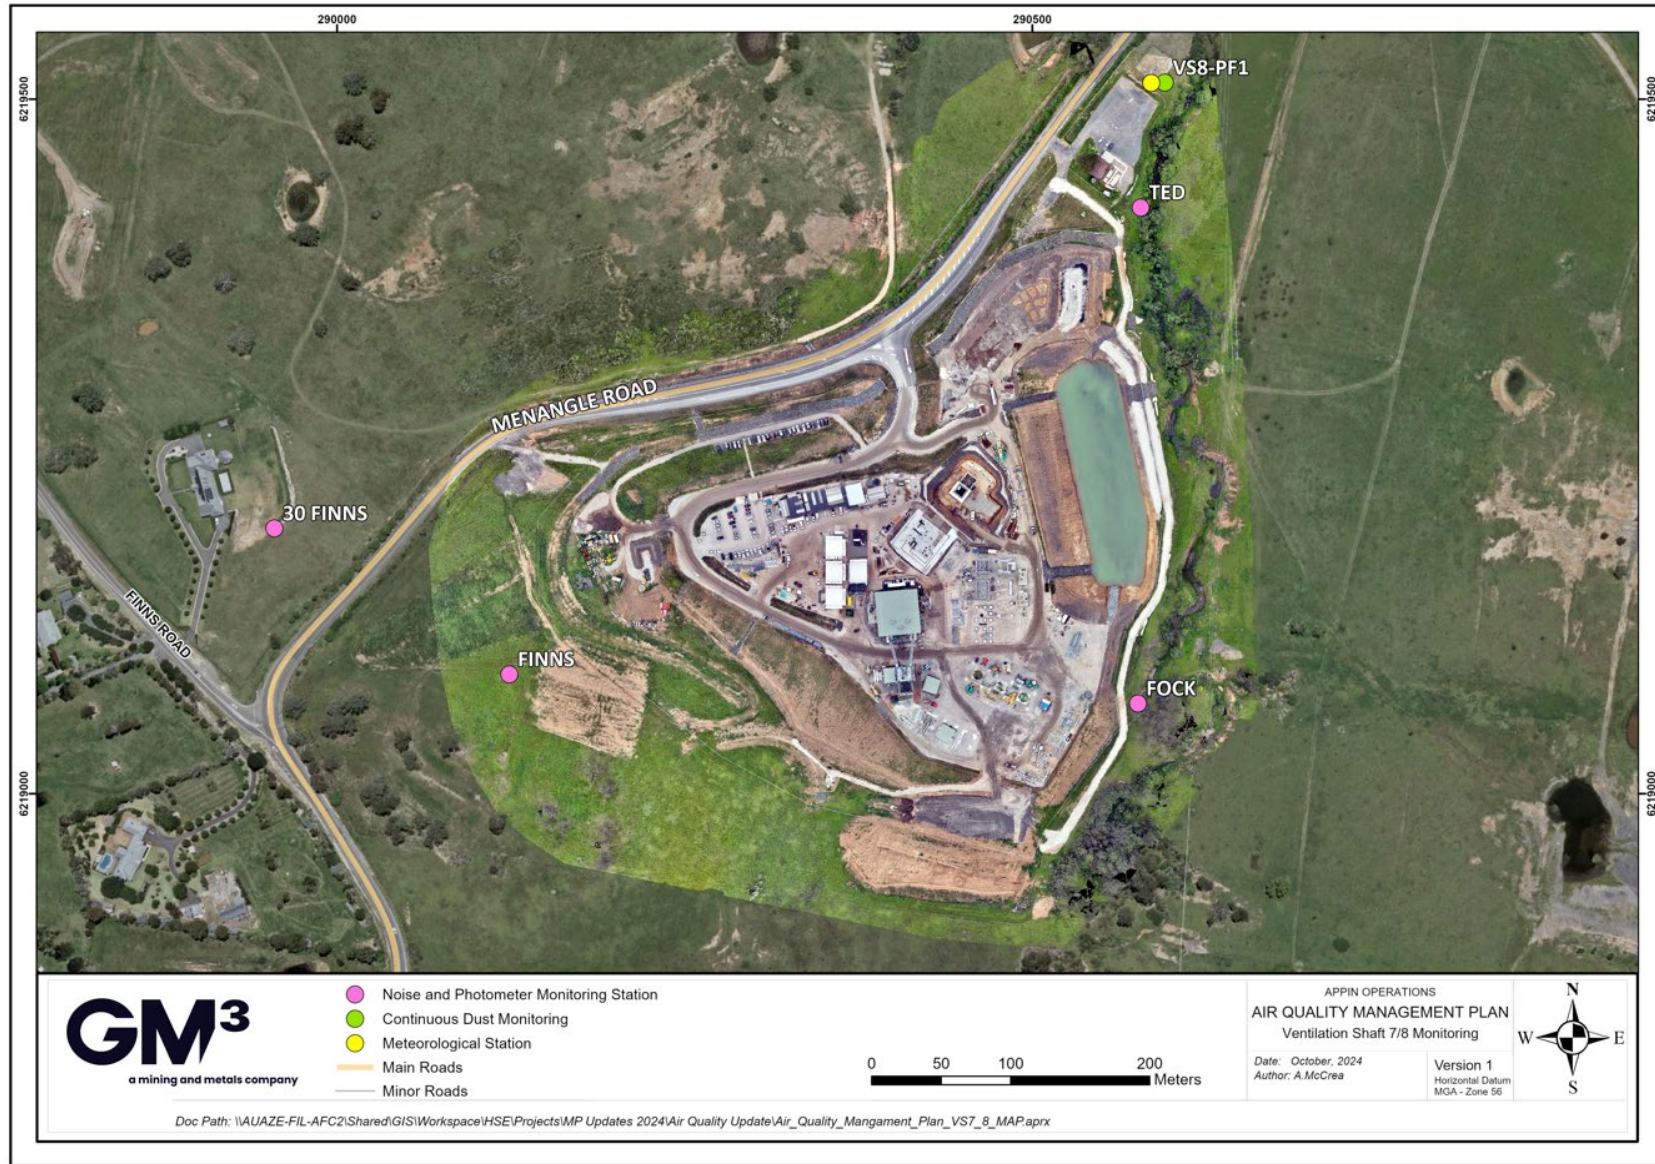 290000
290500
6219500
6219500
VS8-PF1
TED
MENANGLE ROAD
30 FINNS
FINNS ROAD
FINNS
FOCK
6219000
6219000
GM³
a mining and metals company
Noise and Photometer Monitoring Station
Continuous Dust Monitoring
Meteorological Station
Main Roads
Minor Roads
0 50 100 200
Meters
APPIN OPERATIONS
AIR QUALITY MANAGEMENT PLAN
Ventilation Shaft 7/8 Monitoring
Date: October, 2024
Author: A.McCrea
Version 1
Horizontal Datum
MGA - Zone 56
N
W E
S
Doc Path: \\AUAZE-FIL-AFC2\Shared\GIS\Workspace\HSE\Projects\MP Updates 2024\Air Quality Update\Air_Quality_Mangament_Plan_VS7_8_MAP.aprx